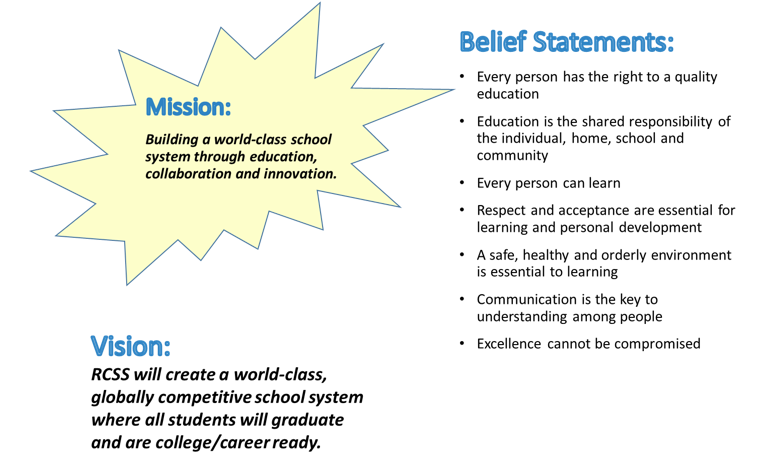 Mission:
Building a world-class school
system through education,
collaboration and innovation.
Vision:
RCSS will create a world-class,
globally competitive school system
where all students will graduate
and are college/career ready.
Belief Statements:
• Every person has the right to a quality
education
• Education is the shared responsibility of
the individual, home, school and
community
• Every person can learn
• Respect and acceptance are essential for
learning and personal development
• A safe, healthy and orderly environment
is essential to learning
• Communication is the key to
understanding among people
• Excellence cannot be compromised